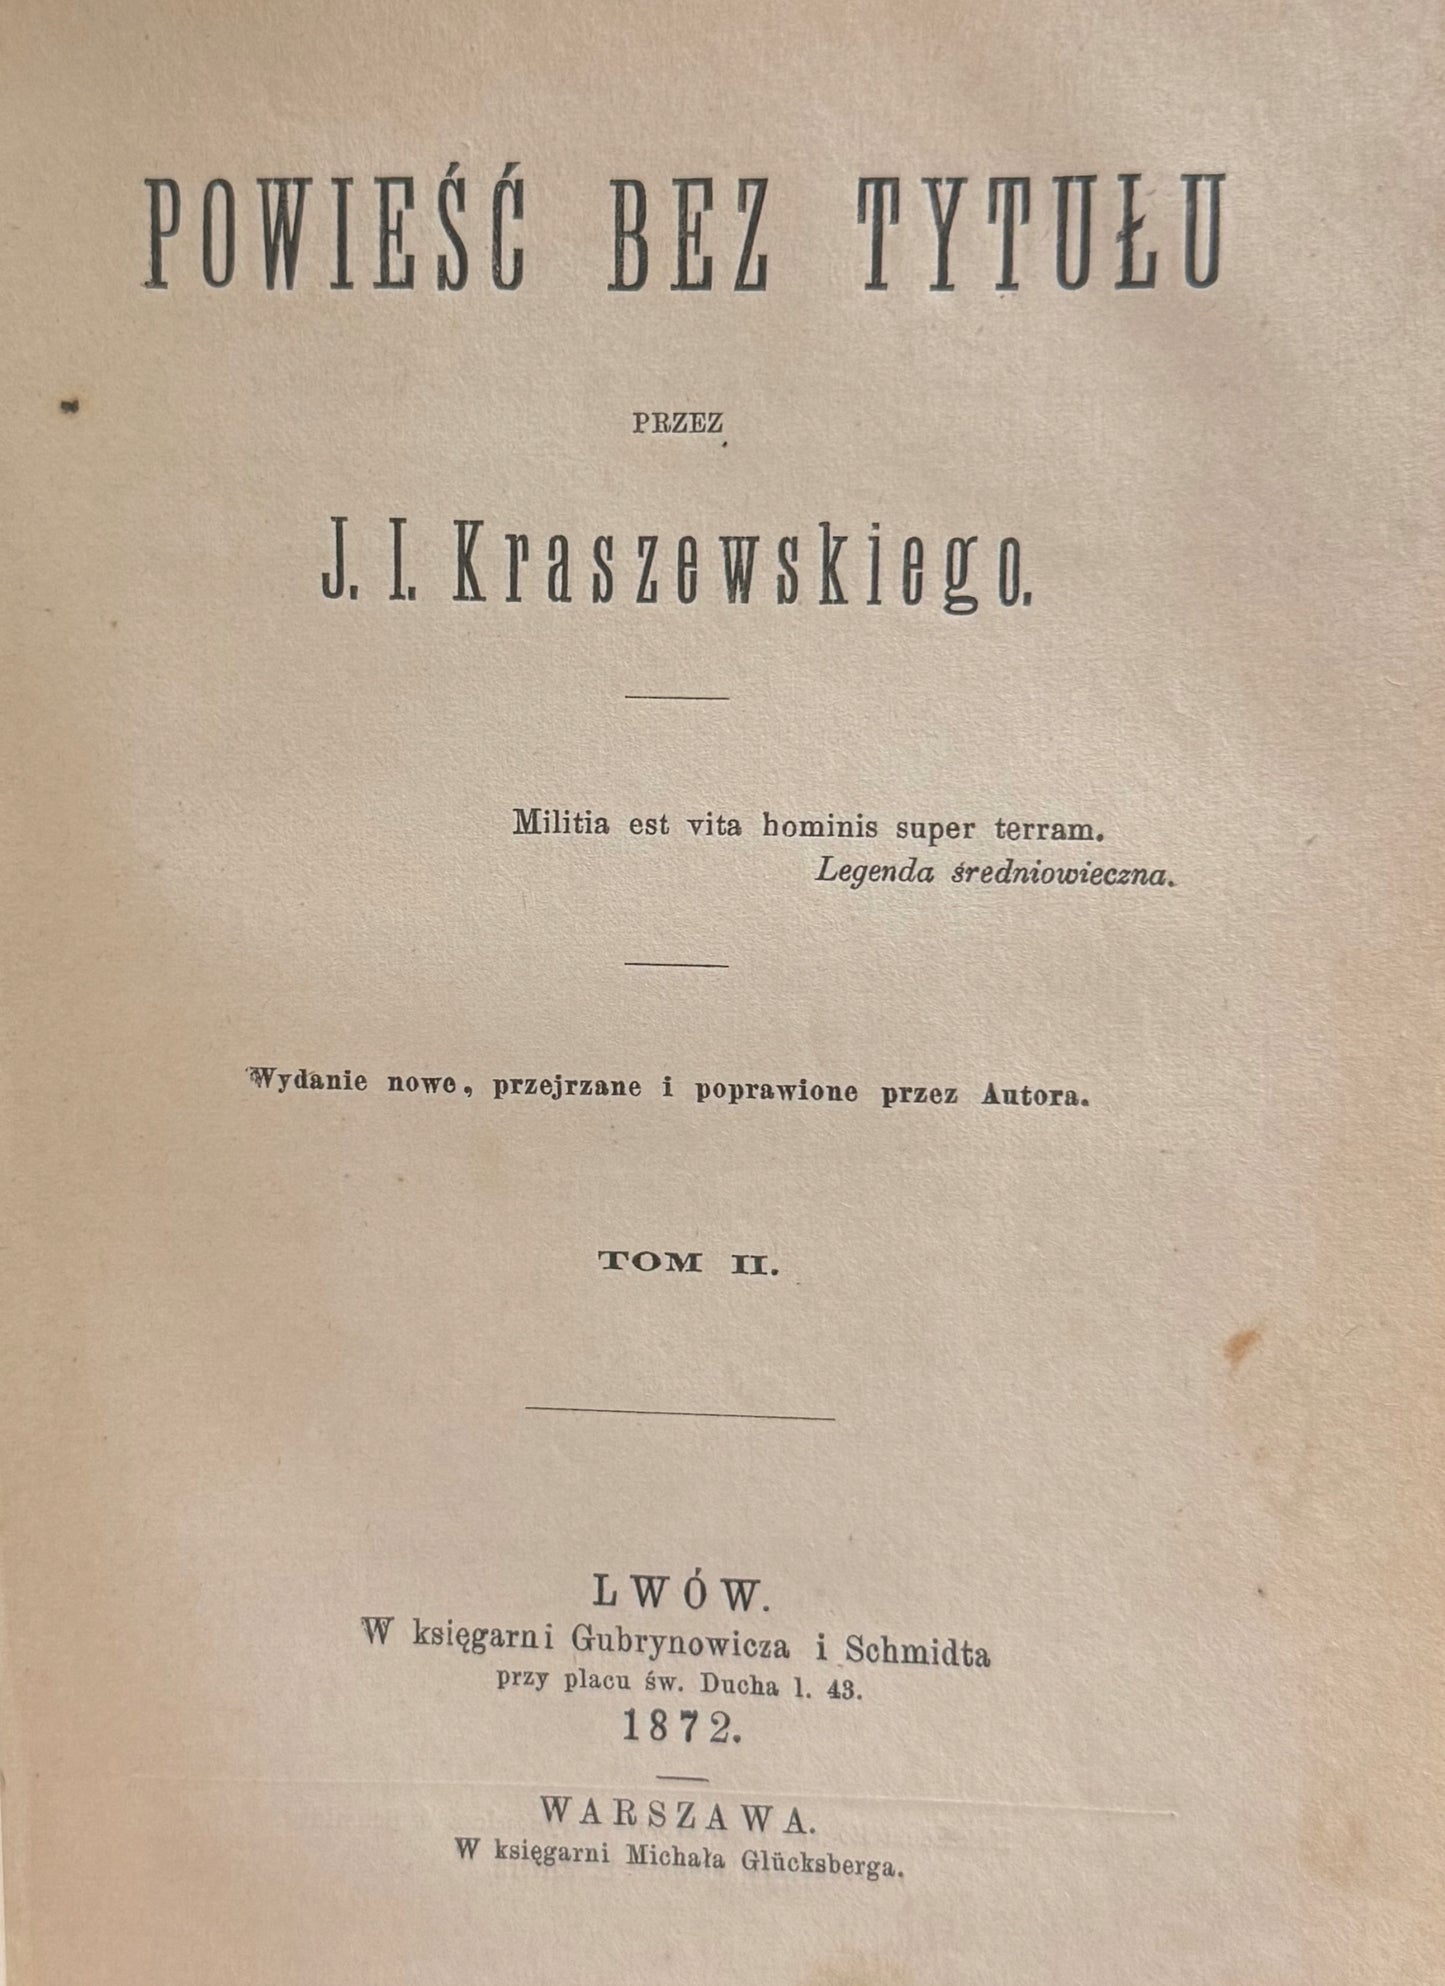 POWIEŚĆ BEZ TYTUŁU
PRZEZ
J. I. Kraszewskiego.
Militia est vita hominis super terram.
Legenda średniowieczna.
Wydanie nowe, przejrzane i poprawione przez Autora.
TOM II.
LWÓW.
W księgarni Gubrynowicza i Schmidta
przy placu św. Ducha l. 43.
1872.
WARSZAWA.
W księgarni Michała Glücksberga.